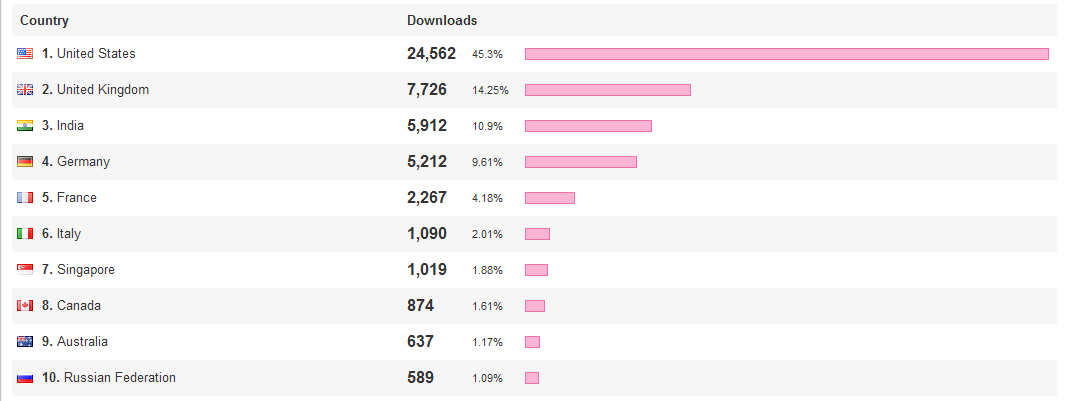 Country Downloads
1. United States 24,562 45.3%
2. United Kingdom 7,726 14.25%
3. India 5,912 10.9%
4. Germany 5,212 9.61%
5. France 2,267 4.18%
6. Italy 1,090 2.01%
7. Singapore 1,019 1.88%
8. Canada 874 1.61%
9. Australia 637 1.17%
10. Russian Federation 589 1.09%